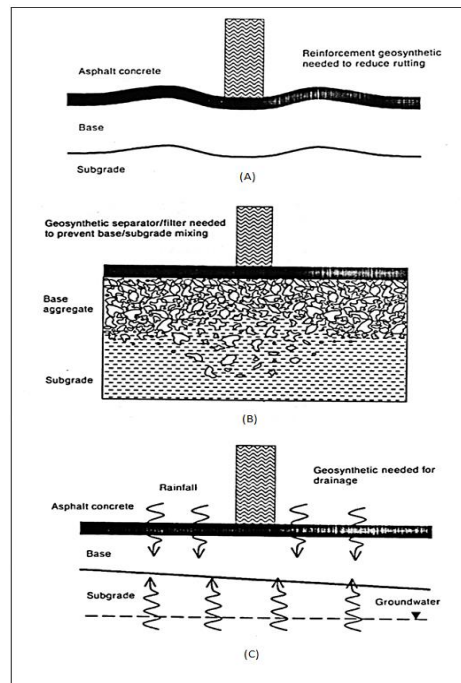 Asphalt concrete
Reinforcement geosynthetic
needed to reduce rutting
Base
Subgrade
(A)
Geosynthetic separator/filter needed
to prevent base/subgrade mixing
Base
aggregate
Subgrade
(B)
Rainfall
Geosynthetic needed for
drainage
Asphalt concrete
Base
Subgrade
Groundwater
(C)